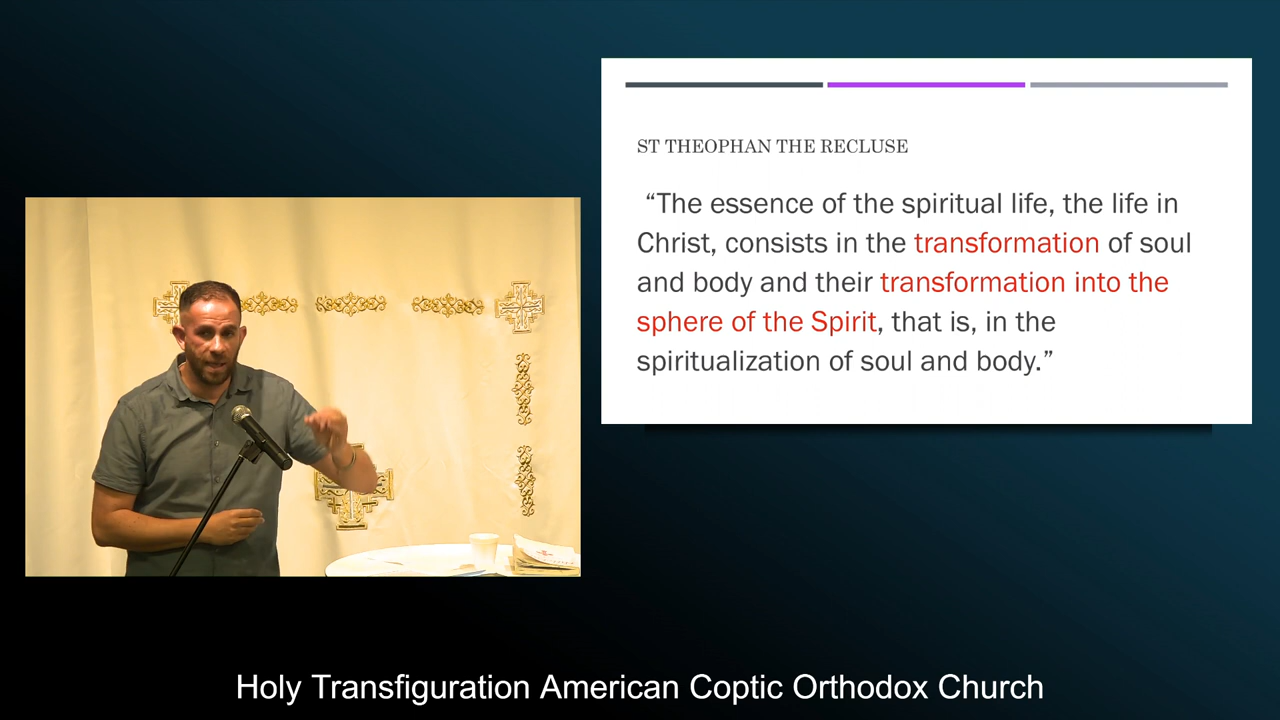 ST THEOPHAN THE RECLUSE
“The essence of the spiritual life, the life in
Christ, consists in the transformation of soul
and body and their transformation into the
sphere of the Spirit, that is, in the
spiritualization of soul and body.”
Holy Transfiguration American Coptic Orthodox Church